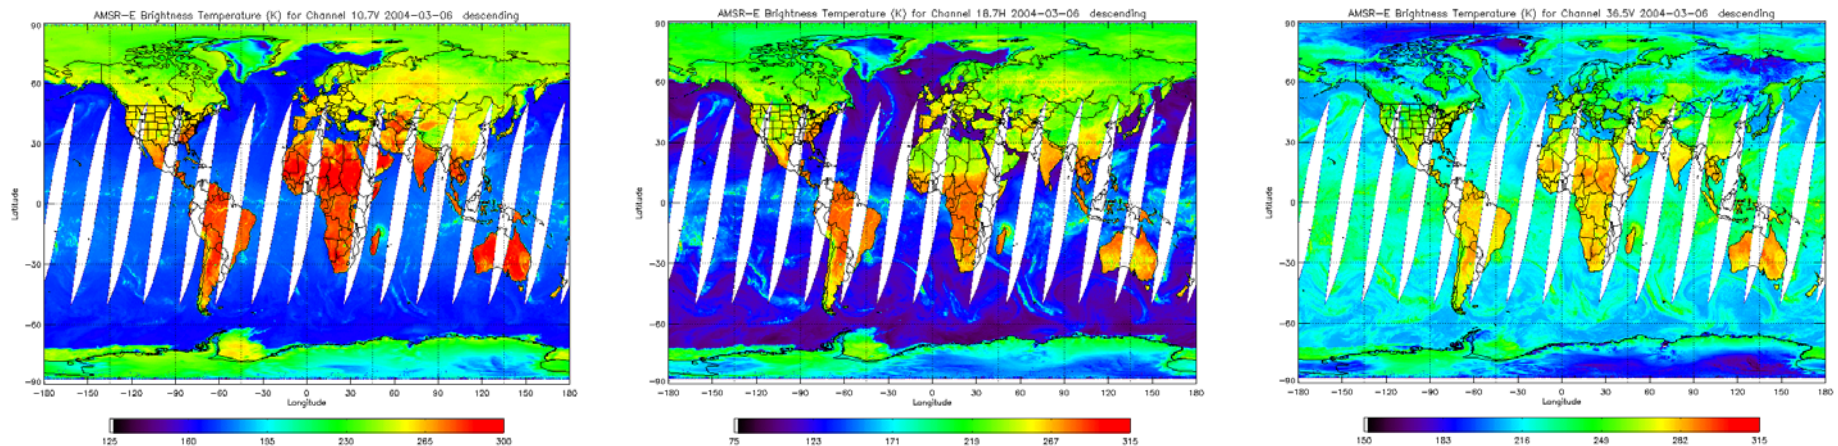 AMSR-E Brightness Temperature (K) for Channel 10.7V 2004-03-06 descending
90
60
30
0
-30
-60
-90
Latitude
-180 -150 -120 -90 -60 -30 0 30 60 90 120 150 180
Longitude
125 160 195 230 265 300
AMSR-E Brightness Temperature (K) for Channel 18.7H 2004-03-06 descending
90
60
30
0
-30
-60
-90
Latitude
-180 -150 -120 -90 -60 -30 0 30 60 90 120 150 180
Longitude
75 123 171 219 267 315
AMSR-E Brightness Temperature (K) for Channel 36.5V 2004-03-06 descending
90
60
30
0
-30
-60
-90
Latitude
-180 -150 -120 -90 -60 -30 0 30 60 90 120 150 180
Longitude
150 183 216 249 282 315